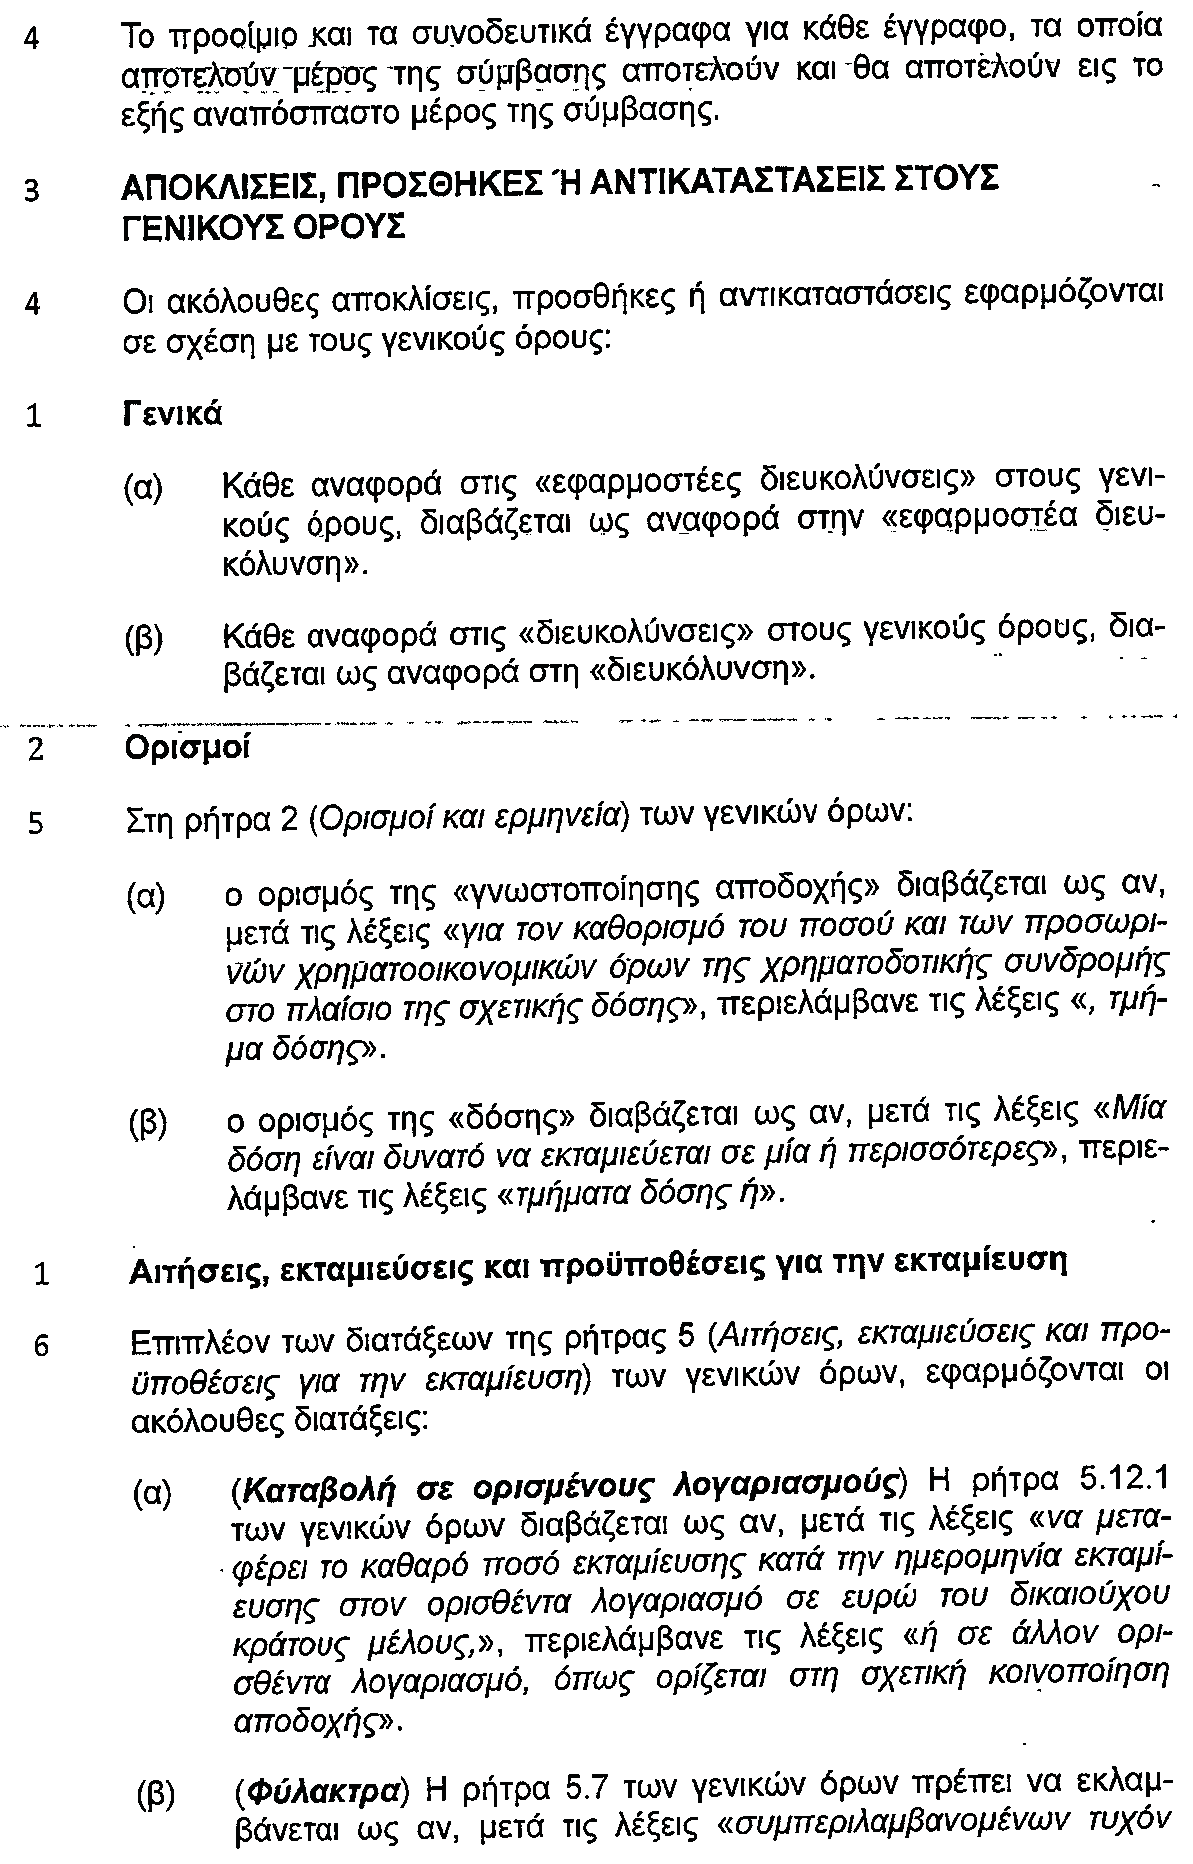 4 Το προοίμιο και τα συνοδευτικά έγγραφα για κάθε έγγραφο, τα οποία
αποτελούν μέρος της σύμβασης αποτελούν και θα αποτελούν εις το
εξής αναπόσπαστο μέρος της σύμβασης.
3 ΑΠΟΚΛΙΣΕΙΣ, ΠΡΟΣΘΗΚΕΣ Ή ΑΝΤΙΚΑΤΑΣΤΑΣΕΙΣ ΣΤΟΥΣ
ΓΕΝΙΚΟΥΣ ΟΡΟΥΣ
4 Οι ακόλουθες αποκλίσεις, προσθήκες ή αντικαταστάσεις εφαρμόζονται
σε σχέση με τους γενικούς όρους:
1 Γενικά
(α) Κάθε αναφορά στις «εφαρμοστέες διευκολύνσεις» στους γενι-
κούς όρους, διαβάζεται ως αναφορά στην «εφαρμοστέα διευ-
κόλυνση».
(β) Κάθε αναφορά στις «διευκολύνσεις» στους γενικούς όρους, δια-
βάζεται ως αναφορά στη «διευκόλυνση».
2 Ορισμοί
5 Στη ρήτρα 2 (Ορισμοί και ερμηνεία) των γενικών όρων:
(α) ο ορισμός της «γνωστοποίησης αποδοχής» διαβάζεται ως αν,
μετά τις λέξεις «για τον καθορισμό του ποσού και των προσωρι-
νών χρηματοοικονομικών όρων της χρηματοδοτικής συνδρομής
στο πλαίσιο της σχετικής δόσης», περιελάμβανε τις λέξεις «, τμή-
μα δόσης».
(β) ο ορισμός της «δόσης» διαβάζεται ως αν, μετά τις λέξεις «Μία
δόση είναι δυνατό να εκταμιεύεται σε μία ή περισσότερες», περιε-
λάμβανε τις λέξεις «τμήματα δόσης ή».
1 Αιτήσεις, εκταμιεύσεις και προϋποθέσεις για την εκταμίευση
6 Επιπλέον των διατάξεων της ρήτρας 5 (Αιτήσεις, εκταμιεύσεις και προ-
ϋποθέσεις για την εκταμίευση) των γενικών όρων, εφαρμόζονται οι
ακόλουθες διατάξεις:
(α) (Καταβολή σε ορισμένους λογαριασμούς) Η ρήτρα 5.12.1
των γενικών όρων διαβάζεται ως αν, μετά τις λέξεις «να μετα-
φέρει το καθαρό ποσό εκταμίευσης κατά την ημερομηνία εκταμί-
ευσης στον ορισθέντα λογαριασμό σε ευρώ του δικαιούχου
κράτους μέλους,», περιελάμβανε τις λέξεις «ή σε άλλον ορι-
σθέντα λογαριασμό, όπως ορίζεται στη σχετική κοινοποίηση
αποδοχής».
(β) (Φύλακτρα) Η ρήτρα 5.7 των γενικών όρων πρέπει να εκλαμ-
βάνεται ως αν, μετά τις λέξεις «συμπεριλαμβανομένων τυχόν